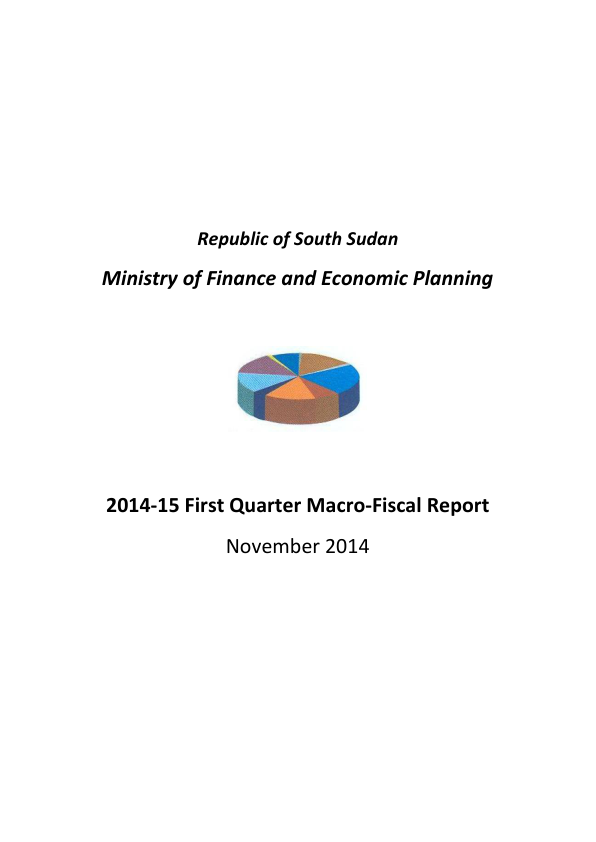 Republic of South Sudan
Ministry of Finance and Economic Planning
2014-15 First Quarter Macro-Fiscal Report
November 2014